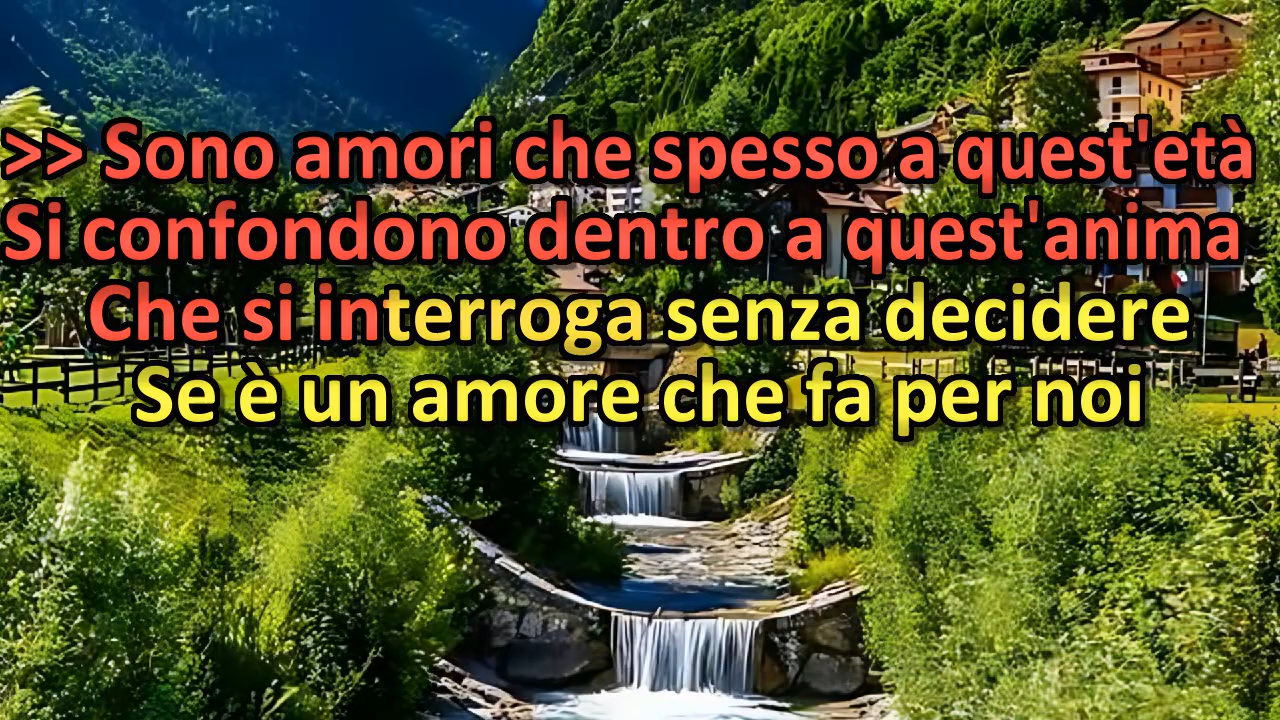 >> Sono amori che spesso a quest'età
Si confondono dentro a quest'anima
Che si interroga senza decidere
Se è un amore che fa per noi